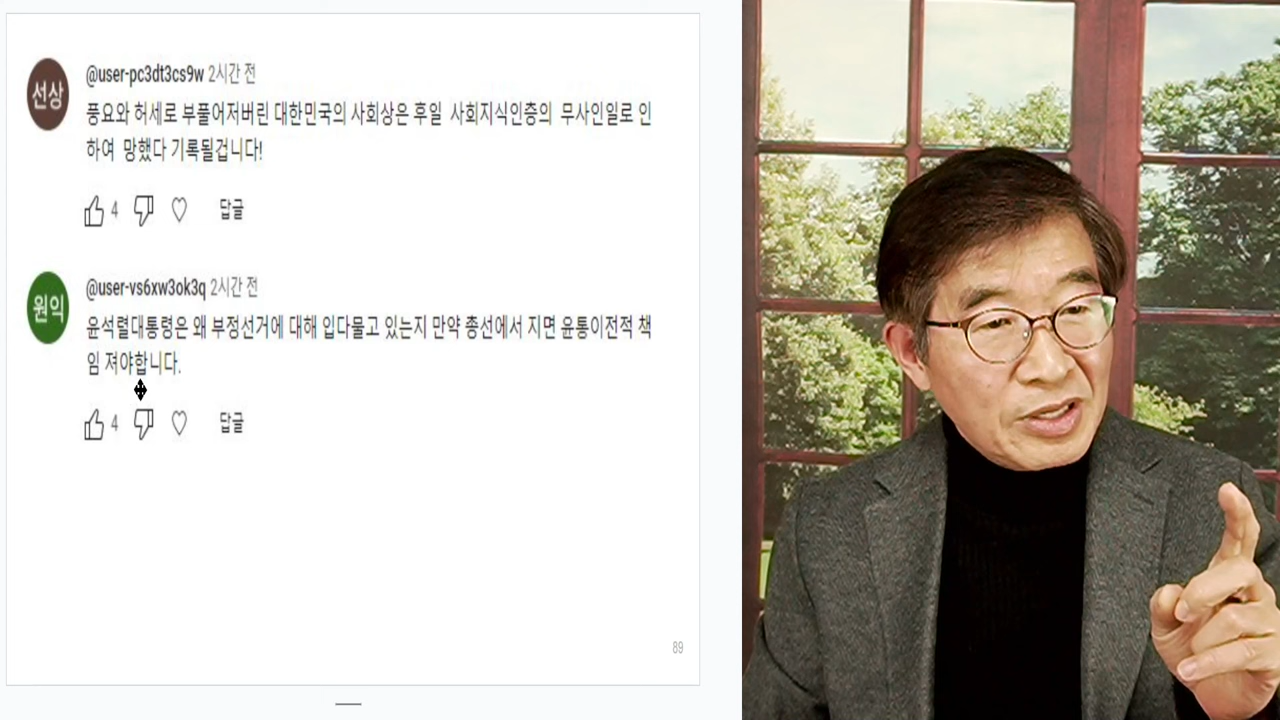 선상
@user-pc3dt3cs9w 2시간 전
풍요와 허세로 부풀어저버린 대한민국의 사회상은 후일 사회지식인층의 무사인일로 인
하여 망했다 기록될겁니다!
4 답글
원익
@user-vs6xw3ok3q 2시간 전
윤석렬대통령은 왜 부정선거에 대해 입다물고 있는지 만약 총선에서 지면 윤통이전적 책
임 져야합니다.
4 답글
89